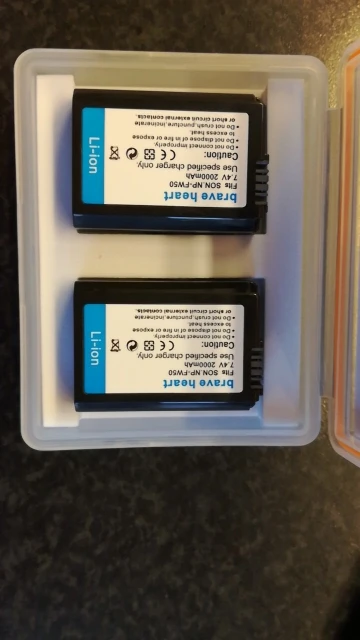 brave heart
Fits SON NP-FW50
7.4V 2000mAh
Use specified charger only.
Caution:
• Do not connect improperly
• Do not dispose of in fire or expose
to excess heat.
• Do not crush,puncture,incinerate
or short circuit external contacts.
Li-ion
brave heart
Fits SON NP-FW50
7.4V 2000mAh
Use specified charger only.
Caution:
• Do not connect improperly
• Do not dispose of in fire or expose
to excess heat.
• Do not crush,puncture,incinerate
or short circuit external contacts.
Li-ion